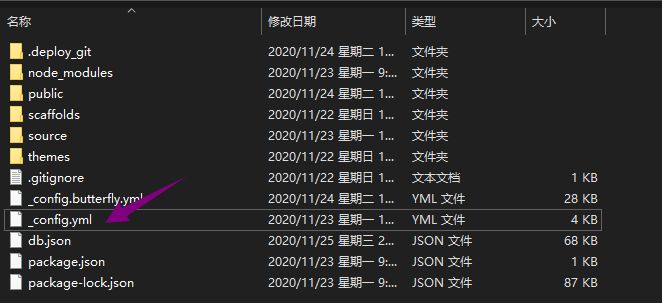 名称 修改日期 类型 大小
.deploy_git 2020/11/24 星期二 1... 文件夹
node_modules 2020/11/23 星期一 9:... 文件夹
public 2020/11/24 星期二 1... 文件夹
scaffolds 2020/11/22 星期日 1... 文件夹
source 2020/11/23 星期一 1... 文件夹
themes 2020/11/22 星期日 1... 文件夹
.gitignore 2020/11/22 星期日 1... 文本文档 1 KB
_config.butterfly.yml 2020/11/24 星期二 1... YML 文件 28 KB
_config.yml 2020/11/23 星期一 1... YML 文件 4 KB
db.json 2020/11/25 星期三 2... JSON 文件 68 KB
package.json 2020/11/23 星期一 9:... JSON 文件 1 KB
package-lock.json 2020/11/23 星期一 9:... JSON 文件 87 KB